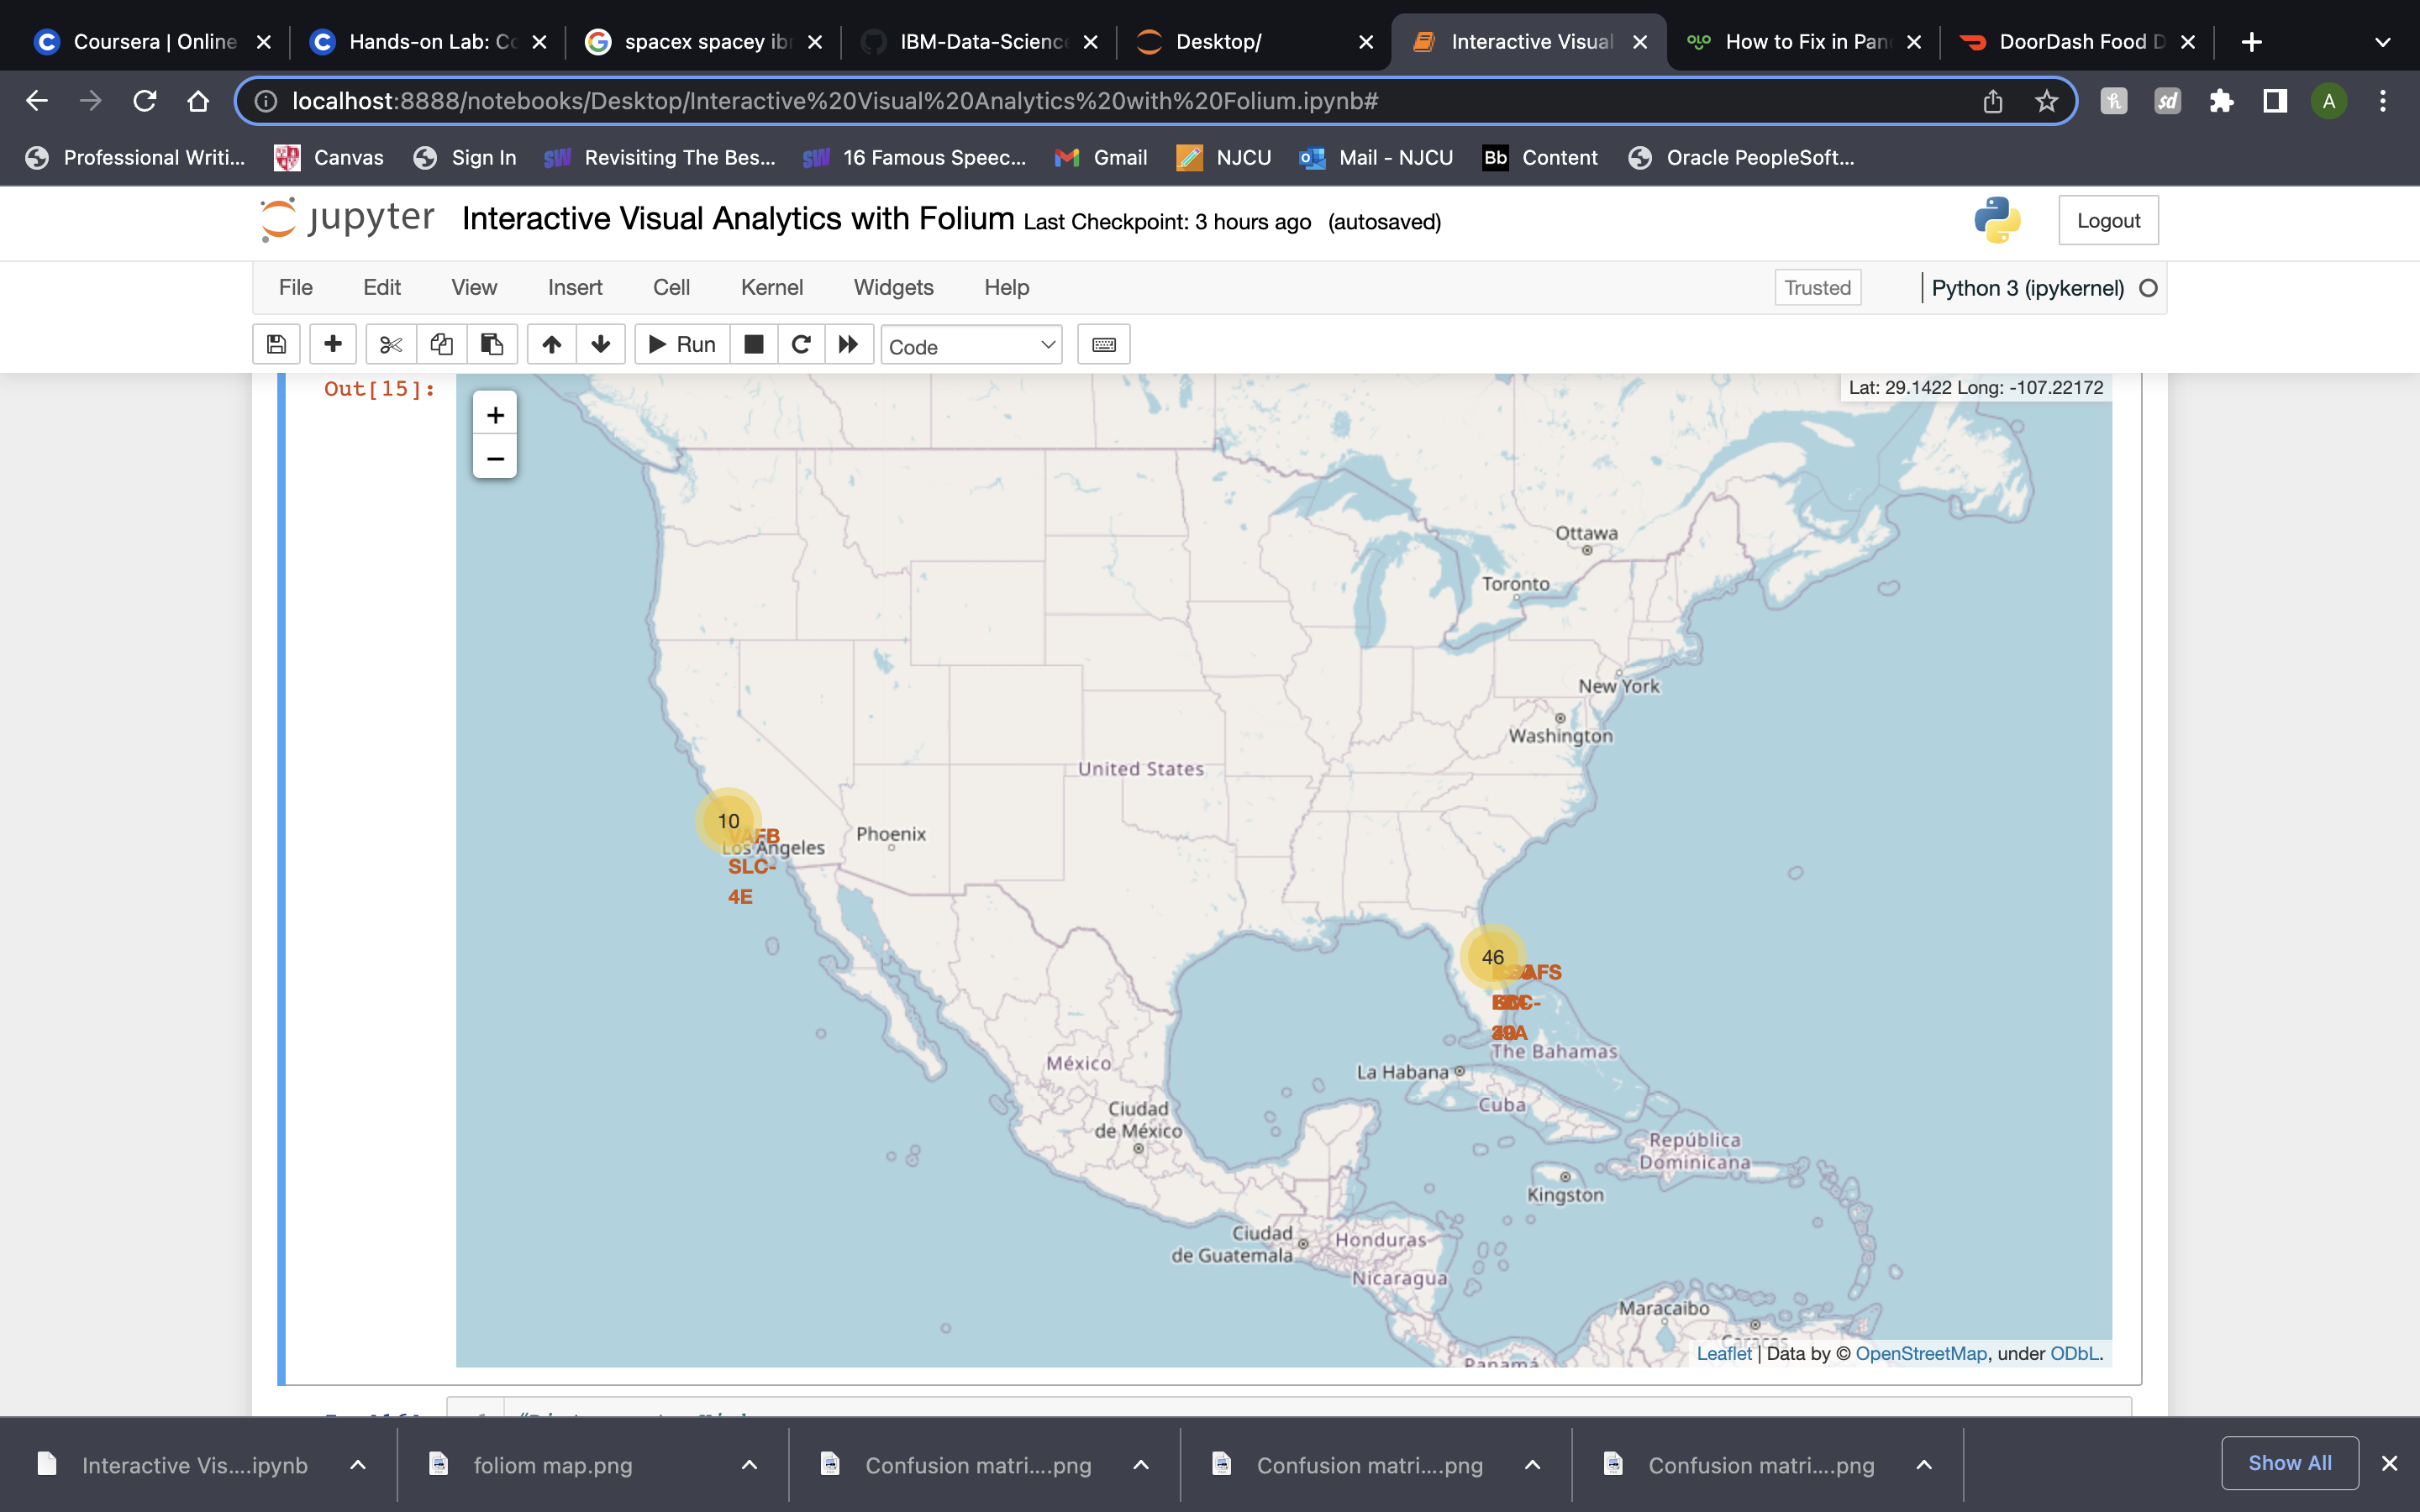 Coursera | Online
Hands-on Lab: Co
spacex spacey ibr
IBM-Data-Science
Desktop/
Interactive Visual
How to Fix in Pan
DoorDash Food D
localhost:8888/notebooks/Desktop/Interactive%20Visual%20Analytics%20with%20Folium.ipynb#
A
Professional Writi...
Canvas
Sign In
Revisiting The Bes...
16 Famous Speec...
Gmail
NJCU
Mail - NJCU
Bb Content
Oracle PeopleSoft...
jupyter Interactive Visual Analytics with Folium Last Checkpoint: 3 hours ago (autosaved)
Logout
File Edit View Insert Cell Kernel Widgets Help
Trusted
Python 3 (ipykernel)
Run
Code
Out[15]:
+
−
Lat: 29.1422 Long: -107.22172
Ottawa
Toronto
New York
Washington
United States
10
VAFB
SLC-
4E
Los Angeles
Phoenix
46
The Bahamas
México
La Habana
Cuba
Ciudad
de México
República
Dominicana
Kingston
Ciudad
de Guatemala
Honduras
Nicaragua
Maracaibo
Caracas
Panamá
Leaflet | Data by © OpenStreetMap, under ODbL.
Interactive Vis....ipynb
foliom map.png
Confusion matri....png
Confusion matri....png
Confusion matri....png
Show All